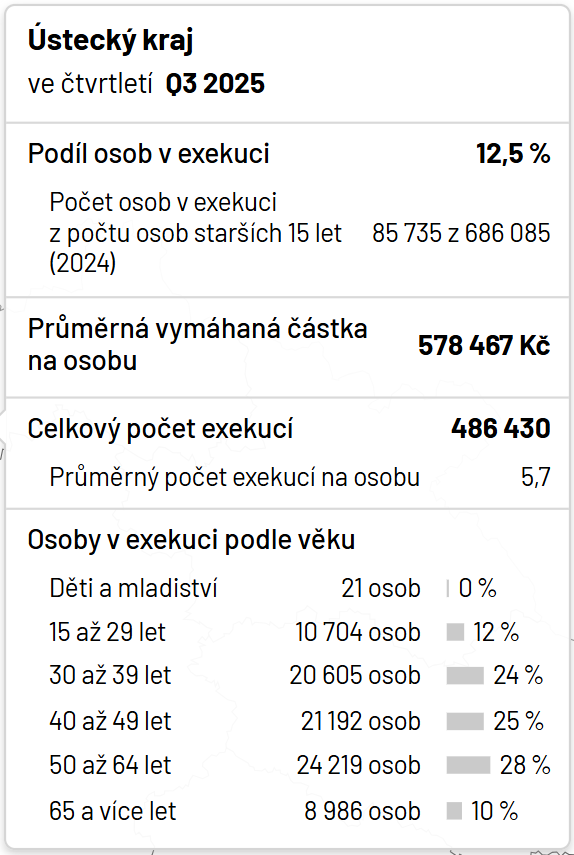 Ústecký kraj
ve čtvrtletí Q3 2025
Podíl osob v exekuci 12,5 %
Počet osob v exekuci
z počtu osob starších 15 let 85 735 z 686 085
(2024)
Průměrná vymáhaná částka
na osobu 578 467 Kč
Celkový počet exekucí 486 430
Průměrný počet exekucí na osobu 5,7
Osoby v exekuci podle věku
Děti a mladiství 21 osob 0 %
15 až 29 let 10 704 osob 12 %
30 až 39 let 20 605 osob 24 %
40 až 49 let 21 192 osob 25 %
50 až 64 let 24 219 osob 28 %
65 a více let 8 986 osob 10 %